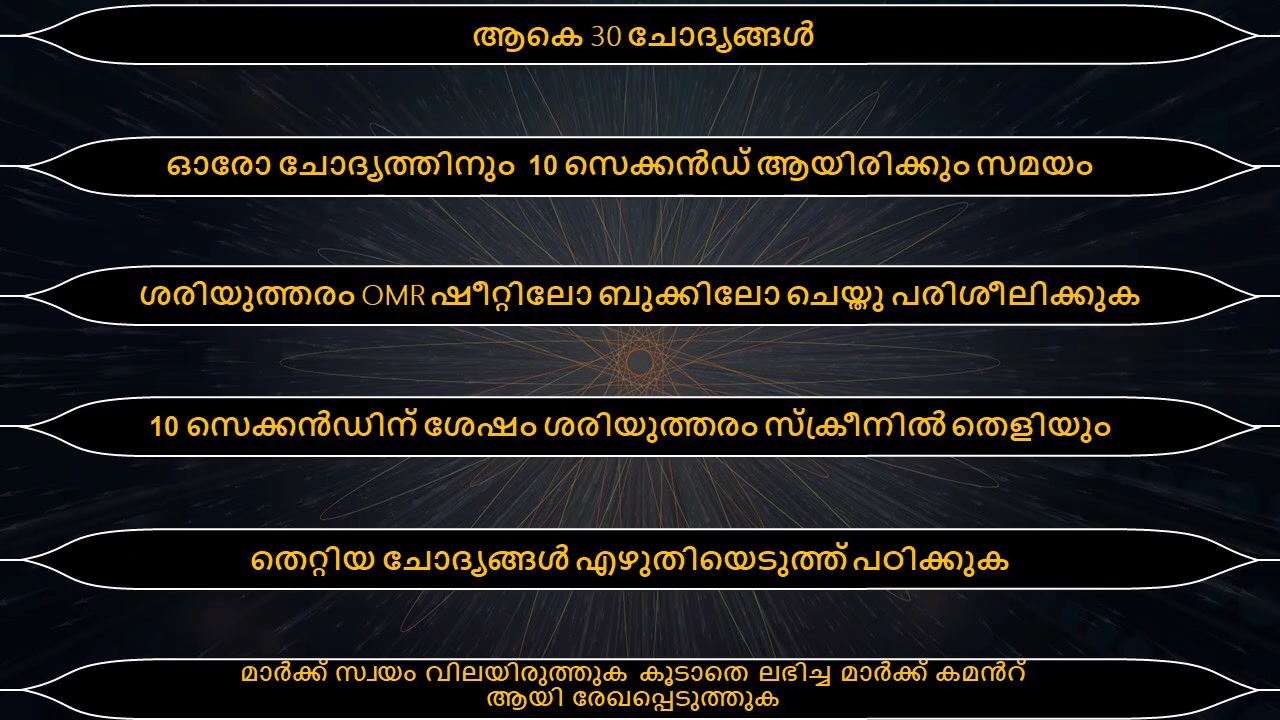 ആകെ 30 ചോദ്യങ്ങൾ
ഓരോ ചോദ്യത്തിനും 10 സെക്കൻഡ് ആയിരിക്കും സമയം
ശരിയുത്തരം OMR ഷീറ്റിലോ ബുക്കിലോ ചെയ്തു പരിശീലിക്കുക
10 സെക്കൻഡിന് ശേഷം ശരിയുത്തരം സ്ക്രീനിൽ തെളിയും
തെറ്റിയ ചോദ്യങ്ങൾ എഴുതിയെടുത്ത് പഠിക്കുക
മാർക്ക് സ്വയം വിലയിരുത്തുക കൂടാതെ ലഭിച്ച മാർക്ക് കമൻറ്
ആയി രേഖപ്പെടുത്തുക